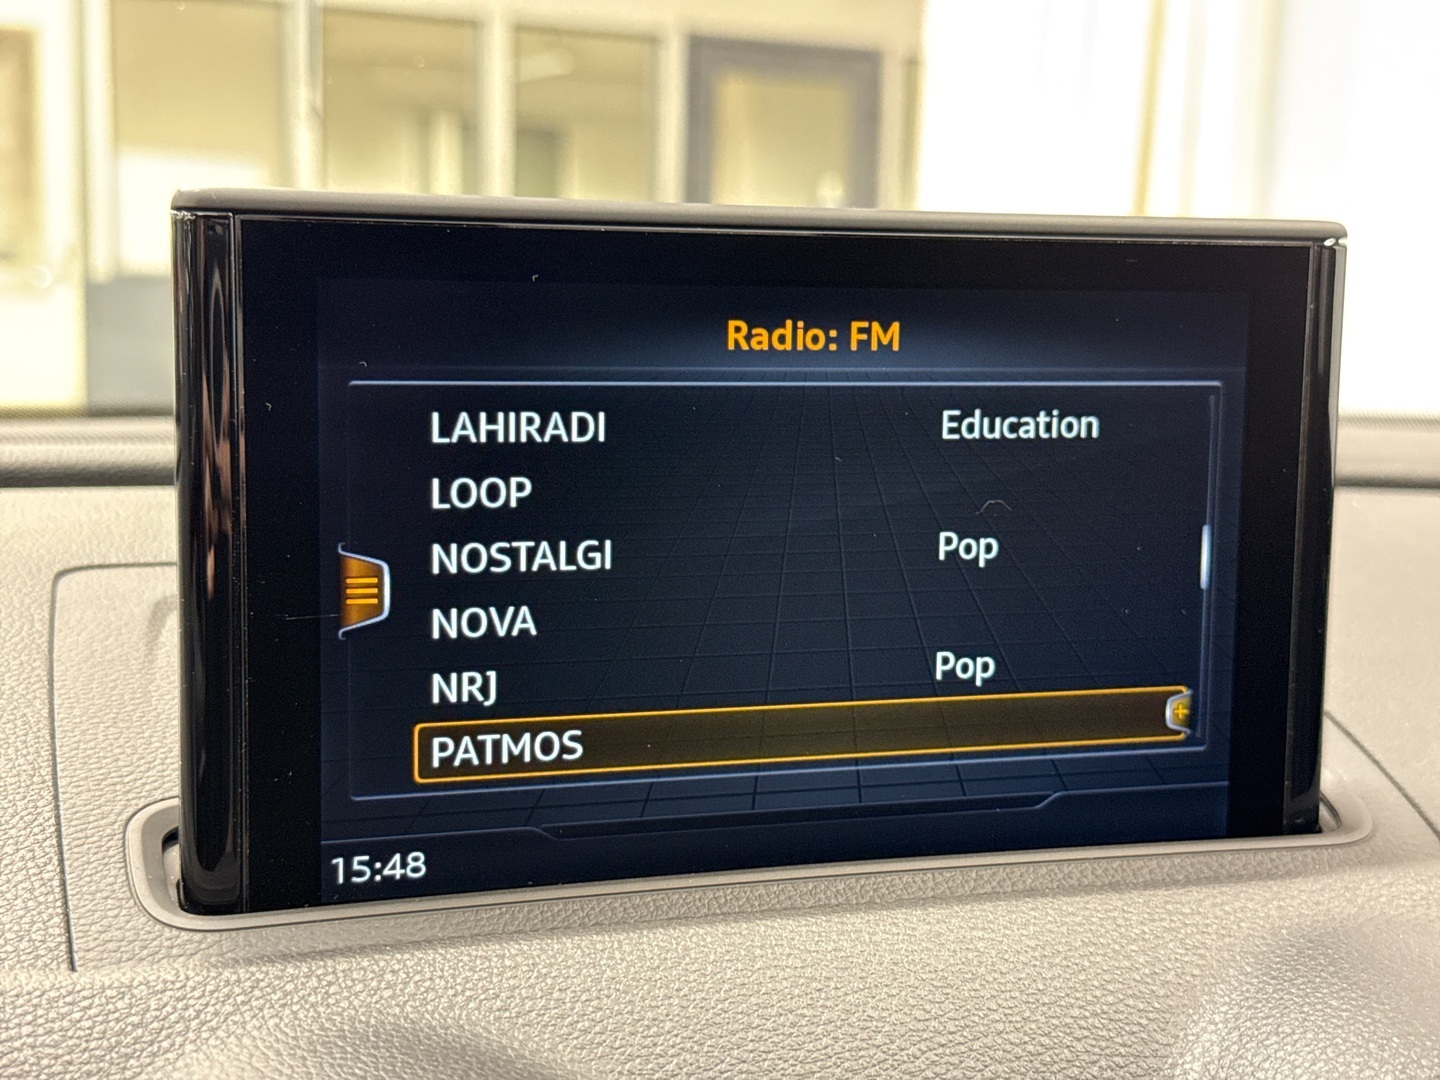 Radio: FM
LAHIRADI Education
LOOP
NOSTALGI Pop
NOVA
NRJ Pop
PATMOS
15:48